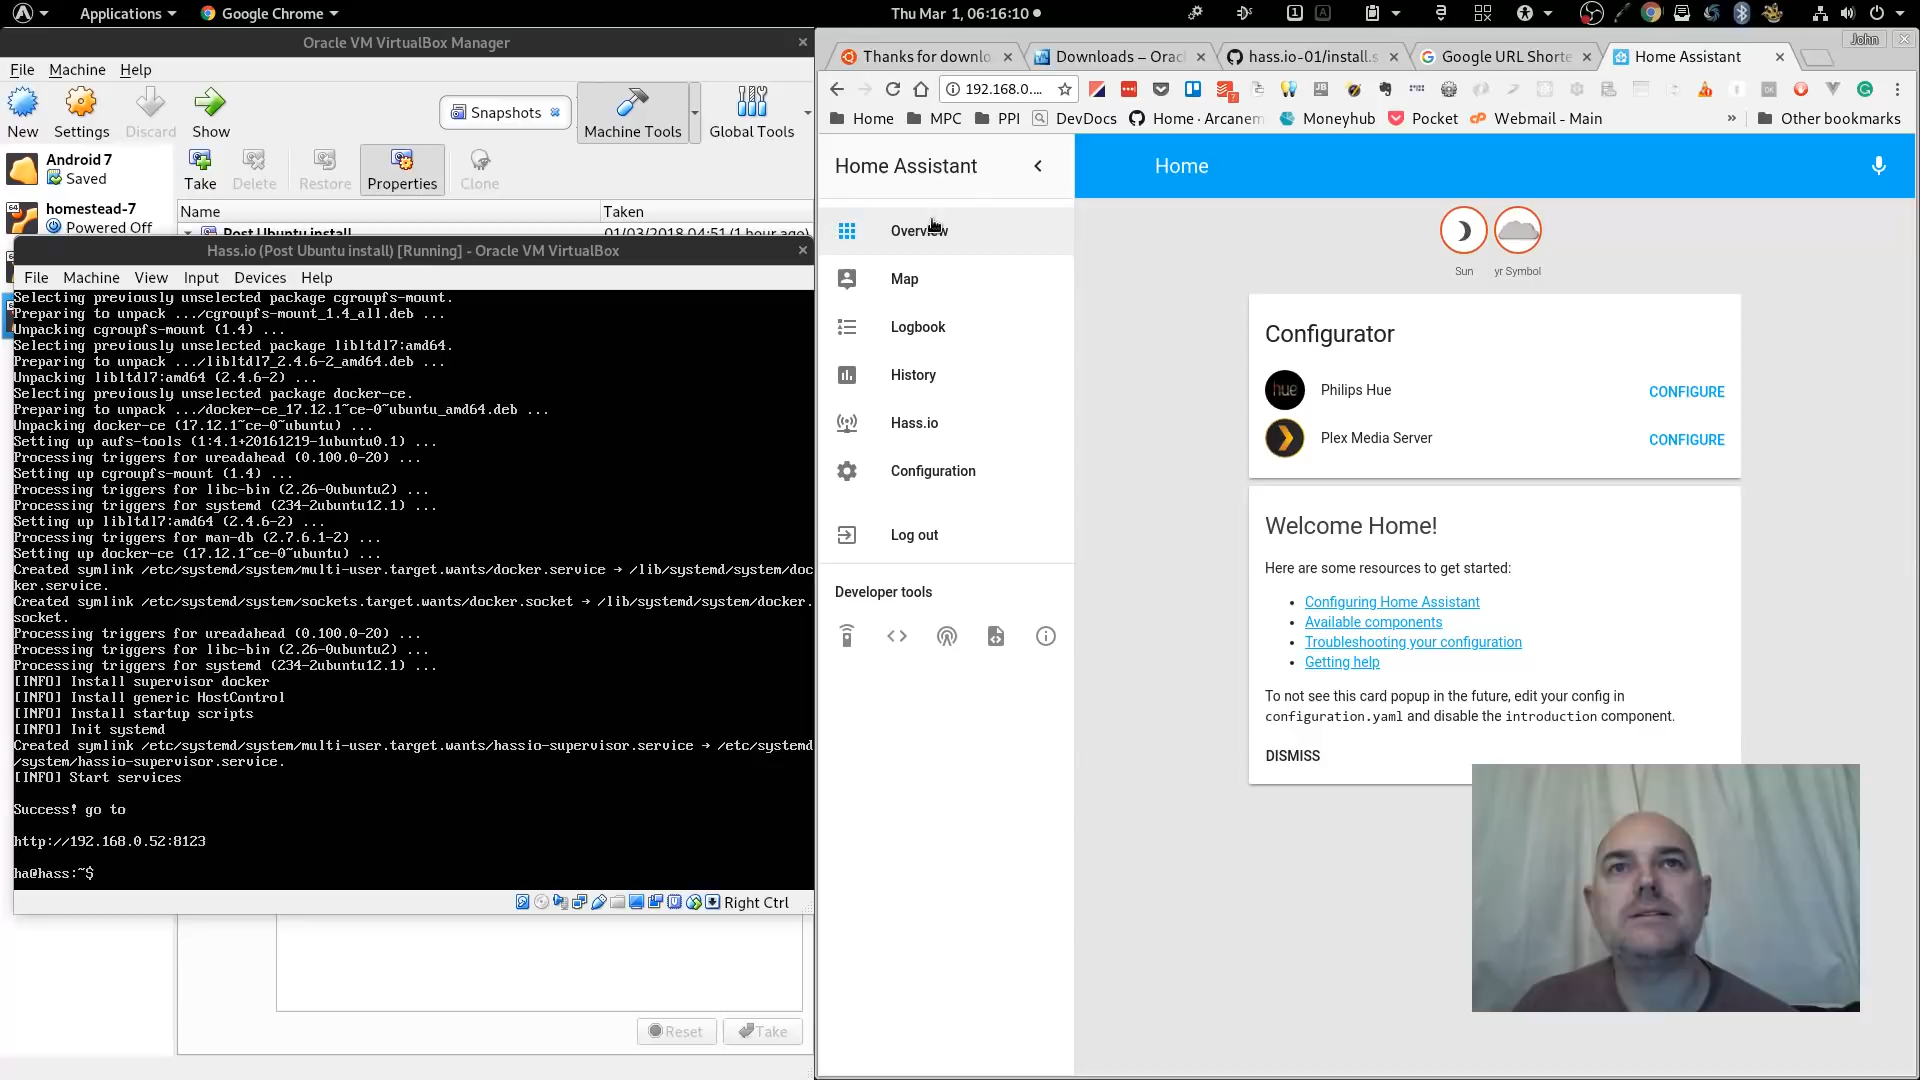 Applications
Google Chrome
Thu Mar 1, 06:16:10
1
A
Oracle VM VirtualBox Manager
File Machine Help
New
Settings
Discard
Show
Snapshots
Machine Tools
Global Tools
Android 7
Saved
homestead-7
Powered Off
Take
Delete
Restore
Properties
Clone
Name
Taken
Post Ubuntu install
01/03/2018 04:51 (1 hour ago)
Hass.io (Post Ubuntu install) [Running] - Oracle VM VirtualBox
File Machine View Input Devices Help
Selecting previously unselected package cgroupfs-mount.
Preparing to unpack .../cgroupfs-mount_1.4_all.deb ...
Unpacking cgroupfs-mount (1.4) ...
Selecting previously unselected package libltdl7:amd64.
Preparing to unpack .../libltdl7_2.4.6-2_amd64.deb ...
Unpacking libltdl7:amd64 (2.4.6-2) ...
Selecting previously unselected package docker-ce.
Preparing to unpack .../docker-ce_17.12.1~ce-0~ubuntu_amd64.deb ...
Unpacking docker-ce (17.12.1~ce-0~ubuntu) ...
Setting up aufs-tools (1:4.1+20161219-1ubuntu0.1) ...
Processing triggers for ureadahead (0.100.0-20) ...
Setting up cgroupfs-mount (1.4) ...
Processing triggers for libc-bin (2.26-0ubuntu2) ...
Processing triggers for systemd (234-2ubuntu12.1) ...
Setting up libltdl7:amd64 (2.4.6-2) ...
Processing triggers for man-db (2.7.6.1-2) ...
Setting up docker-ce (17.12.1~ce-0~ubuntu) ...
Created symlink /etc/systemd/system/multi-user.target.wants/docker.service → /lib/systemd/system/doc
ker.service.
Created symlink /etc/systemd/system/sockets.target.wants/docker.socket → /lib/systemd/system/docker.
socket.
Processing triggers for ureadahead (0.100.0-20) ...
Processing triggers for libc-bin (2.26-0ubuntu2) ...
Processing triggers for systemd (234-2ubuntu12.1) ...
[INFO] Install supervisor docker
[INFO] Install generic HostControl
[INFO] Install startup scripts
[INFO] Init systemd
Created symlink /etc/systemd/system/multi-user.target.wants/hassio-supervisor.service → /etc/systemd
/system/hassio-supervisor.service.
[INFO] Start services
Success! go to
http://192.168.0.52:8123
ha@hass:~$
Right Ctrl
Reset
Take
John
Thanks for downlo
Downloads – Orac
hass.io-01/install.s
Google URL Shorte
Home Assistant
192.168.0....
Home
MPC
PPI
DevDocs
Home · Arcanem
Moneyhub
Pocket
Webmail - Main
»
Other bookmarks
Home Assistant
Overview
Map
Logbook
History
Hass.io
Configuration
Log out
Developer tools
Home
Sun
yr Symbol
Configurator
hue
Philips Hue
CONFIGURE
Plex Media Server
CONFIGURE
Welcome Home!
Here are some resources to get started:
• Configuring Home Assistant
• Available components
• Troubleshooting your configuration
• Getting help
To not see this card popup in the future, edit your config in
configuration.yaml and disable the introduction component.
DISMISS